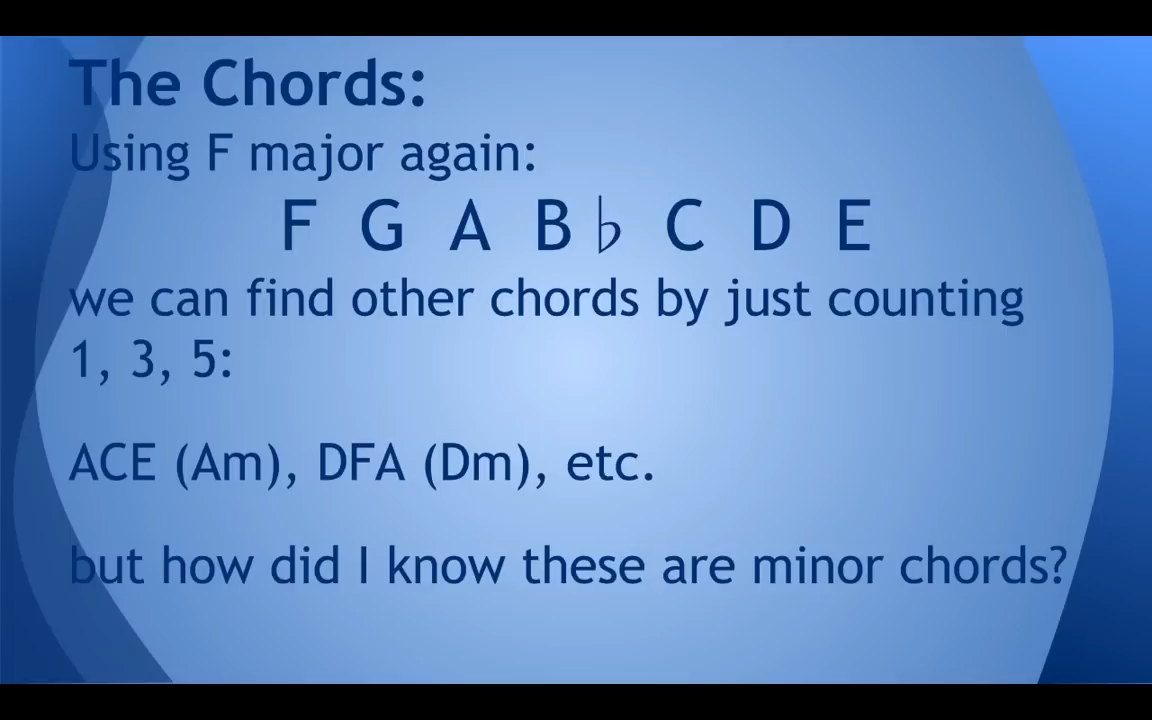 The Chords:
Using F major again:
F G A B♭ C D E
we can find other chords by just counting
1, 3, 5:
ACE (Am), DFA (Dm), etc.
but how did I know these are minor chords?